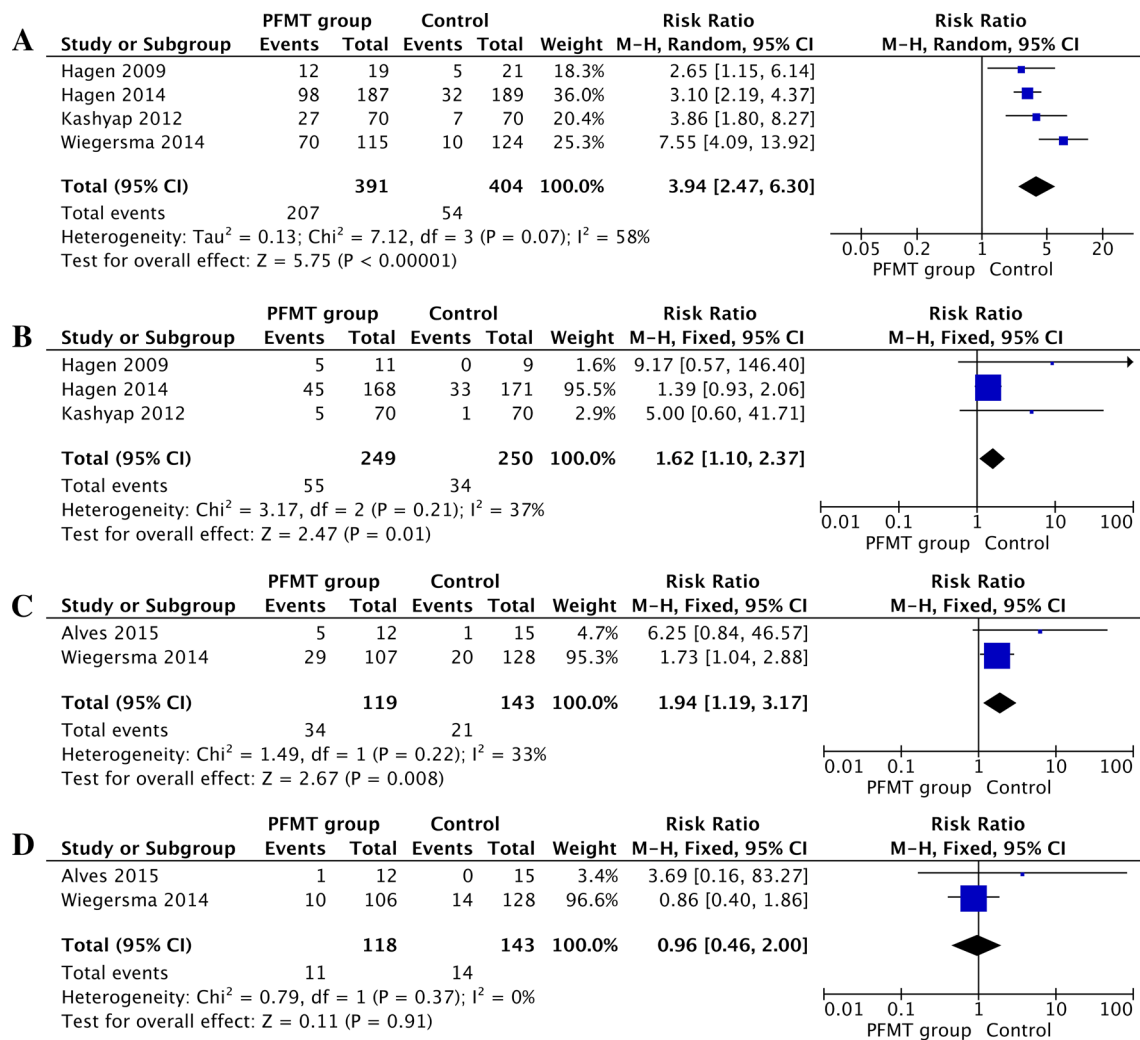 A
PFMT group Control Risk Ratio Risk Ratio
Study or Subgroup Events Total Events Total Weight M-H, Random, 95% CI M-H, Random, 95% CI
Hagen 2009 12 19 5 21 18.3% 2.65 [1.15, 6.14]
Hagen 2014 98 187 32 189 36.0% 3.10 [2.19, 4.37]
Kashyap 2012 27 70 7 70 20.4% 3.86 [1.80, 8.27]
Wiegersma 2014 70 115 10 124 25.3% 7.55 [4.09, 13.92]
Total (95% CI) 391 404 100.0% 3.94 [2.47, 6.30]
Total events 207 54
Heterogeneity: Tau² = 0.13; Chi² = 7.12, df = 3 (P = 0.07); I² = 58%
Test for overall effect: Z = 5.75 (P < 0.00001)
0.05 0.2 1 5 20
PFMT group Control
B
PFMT group Control Risk Ratio Risk Ratio
Study or Subgroup Events Total Events Total Weight M-H, Fixed, 95% CI M-H, Fixed, 95% CI
Hagen 2009 5 11 0 9 1.6% 9.17 [0.57, 146.40]
Hagen 2014 45 168 33 171 95.5% 1.39 [0.93, 2.06]
Kashyap 2012 5 70 1 70 2.9% 5.00 [0.60, 41.71]
Total (95% CI) 249 250 100.0% 1.62 [1.10, 2.37]
Total events 55 34
Heterogeneity: Chi² = 3.17, df = 2 (P = 0.21); I² = 37%
Test for overall effect: Z = 2.47 (P = 0.01)
0.01 0.1 1 10 100
PFMT group Control
C
PFMT group Control Risk Ratio Risk Ratio
Study or Subgroup Events Total Events Total Weight M-H, Fixed, 95% CI M-H, Fixed, 95% CI
Alves 2015 5 12 1 15 4.7% 6.25 [0.84, 46.57]
Wiegersma 2014 29 107 20 128 95.3% 1.73 [1.04, 2.88]
Total (95% CI) 119 143 100.0% 1.94 [1.19, 3.17]
Total events 34 21
Heterogeneity: Chi² = 1.49, df = 1 (P = 0.22); I² = 33%
Test for overall effect: Z = 2.67 (P = 0.008)
0.01 0.1 1 10 100
PFMT group Control
D
PFMT group Control Risk Ratio Risk Ratio
Study or Subgroup Events Total Events Total Weight M-H, Fixed, 95% CI M-H, Fixed, 95% CI
Alves 2015 1 12 0 15 3.4% 3.69 [0.16, 83.27]
Wiegersma 2014 10 106 14 128 96.6% 0.86 [0.40, 1.86]
Total (95% CI) 118 143 100.0% 0.96 [0.46, 2.00]
Total events 11 14
Heterogeneity: Chi² = 0.79, df = 1 (P = 0.37); I² = 0%
Test for overall effect: Z = 0.11 (P = 0.91)
0.01 0.1 1 10 100
PFMT group Control